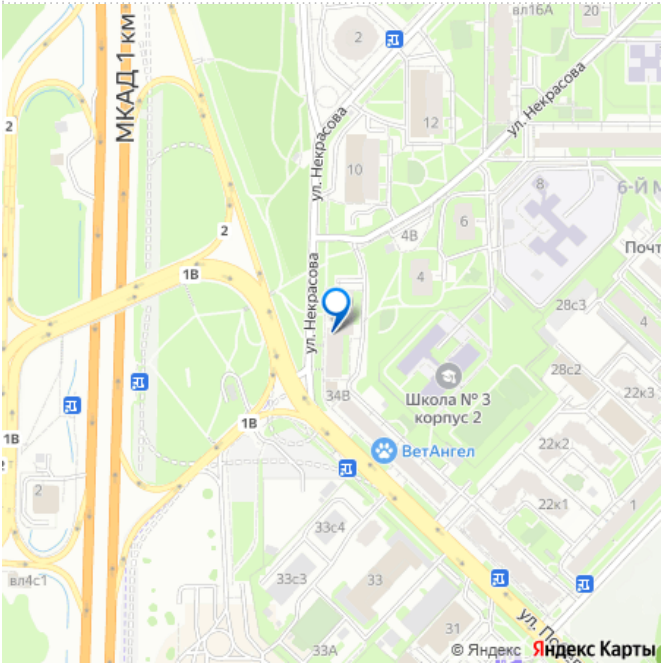 вл16А
20
2
МКАД 1 км
ул. Некрасова
12
ул. Некрасова
2
10
8
6-Й М
6
4В
2
Почт
1В
4
ул. Некрасова
28с3
4
28с2
Школа № 3
корпус 2
22к3
34В
1В
1В
ВетАнгел
22к2
2
22к1
1
33с4
вл4с1
33с3
33
31
33А
ул. По
© Яндекс Яндекс Карты